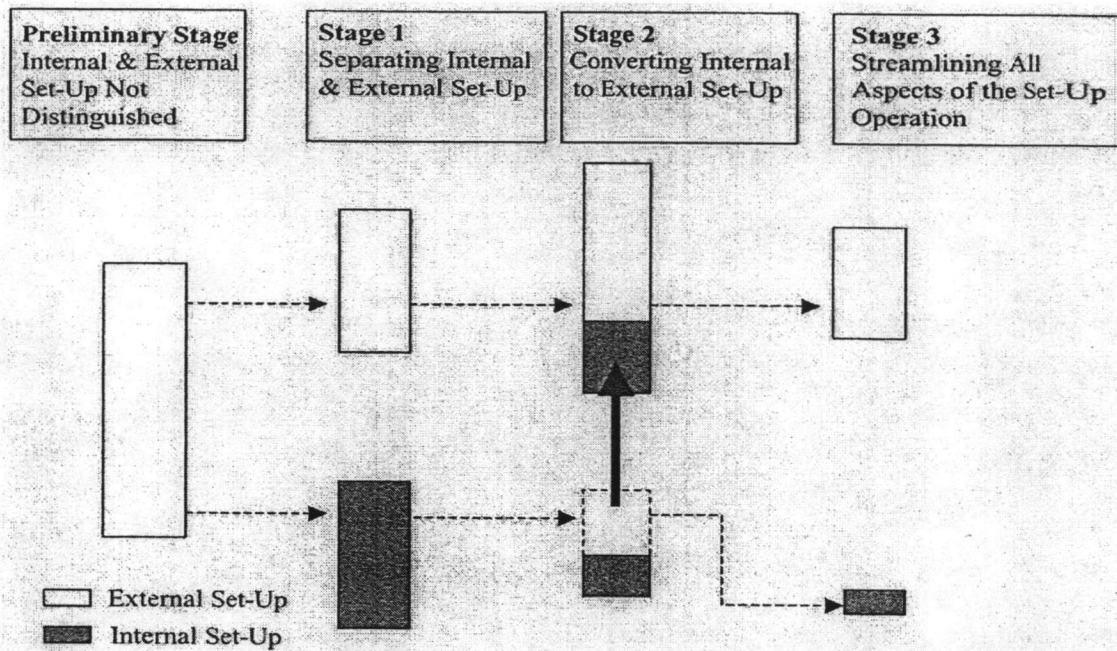 Preliminary Stage
Internal & External
Set-Up Not
Distinguished
Stage 1
Separating Internal
& External Set-Up
Stage 2
Converting Internal
to External Set-Up
Stage 3
Streamlining All
Aspects of the Set-Up
Operation
External Set-Up
Internal Set-Up